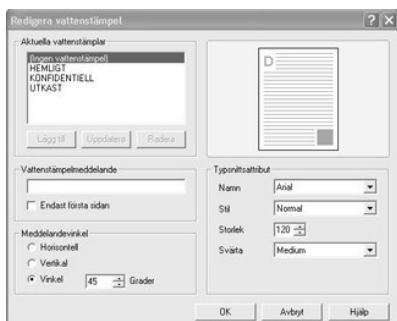 Redigera vattenstämpel
Aktuella vattenstämplar
(Ingen vattenstämpel)
HEMLIGT
KONFIDENTIELL
UTKAST
Lägg till Uppdatera Radera
D
Vattenstämpelmeddelande
Endast första sidan
Meddelandevinkel
Horisontell
Vertikal
Vinkel 45 Grader
Typsnittsattribut
Namn Arial
Stil Normal
Storlek 120
Svärta Medium
OK Avbryt Hjälp